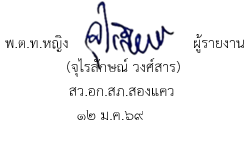 พ.ต.ท.หญิง ผู้รายงาน
(จุไรลักษณ์ วงศ์สาร)
สว.อก.สภ.สองแคว
๑๒ ม.ค.๖๙